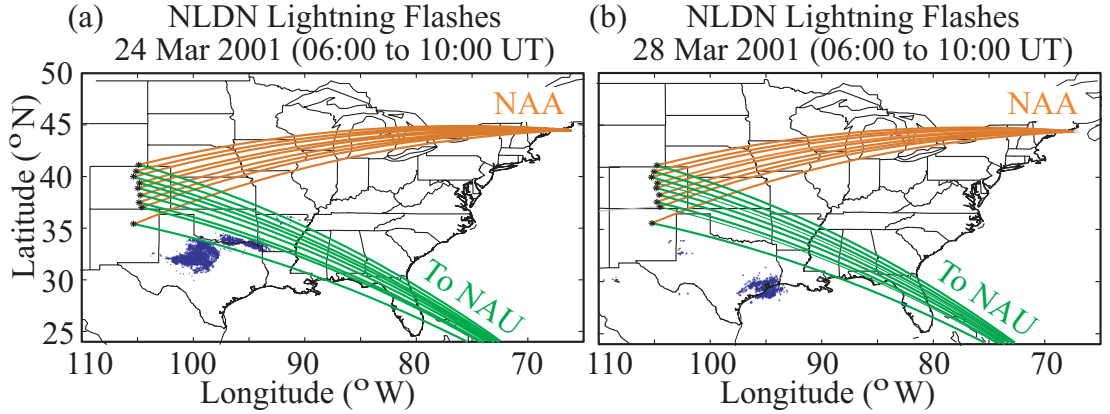 (a) NLDN Lightning Flashes
24 Mar 2001 (06:00 to 10:00 UT)
50
45
40
35
30
25
Latitude (°N)
NAA
To NAU
110 100 90 80 70
Longitude (°W)
(b) NLDN Lightning Flashes
28 Mar 2001 (06:00 to 10:00 UT)
NAA
To NAU
110 100 90 80 70
Longitude (°W)